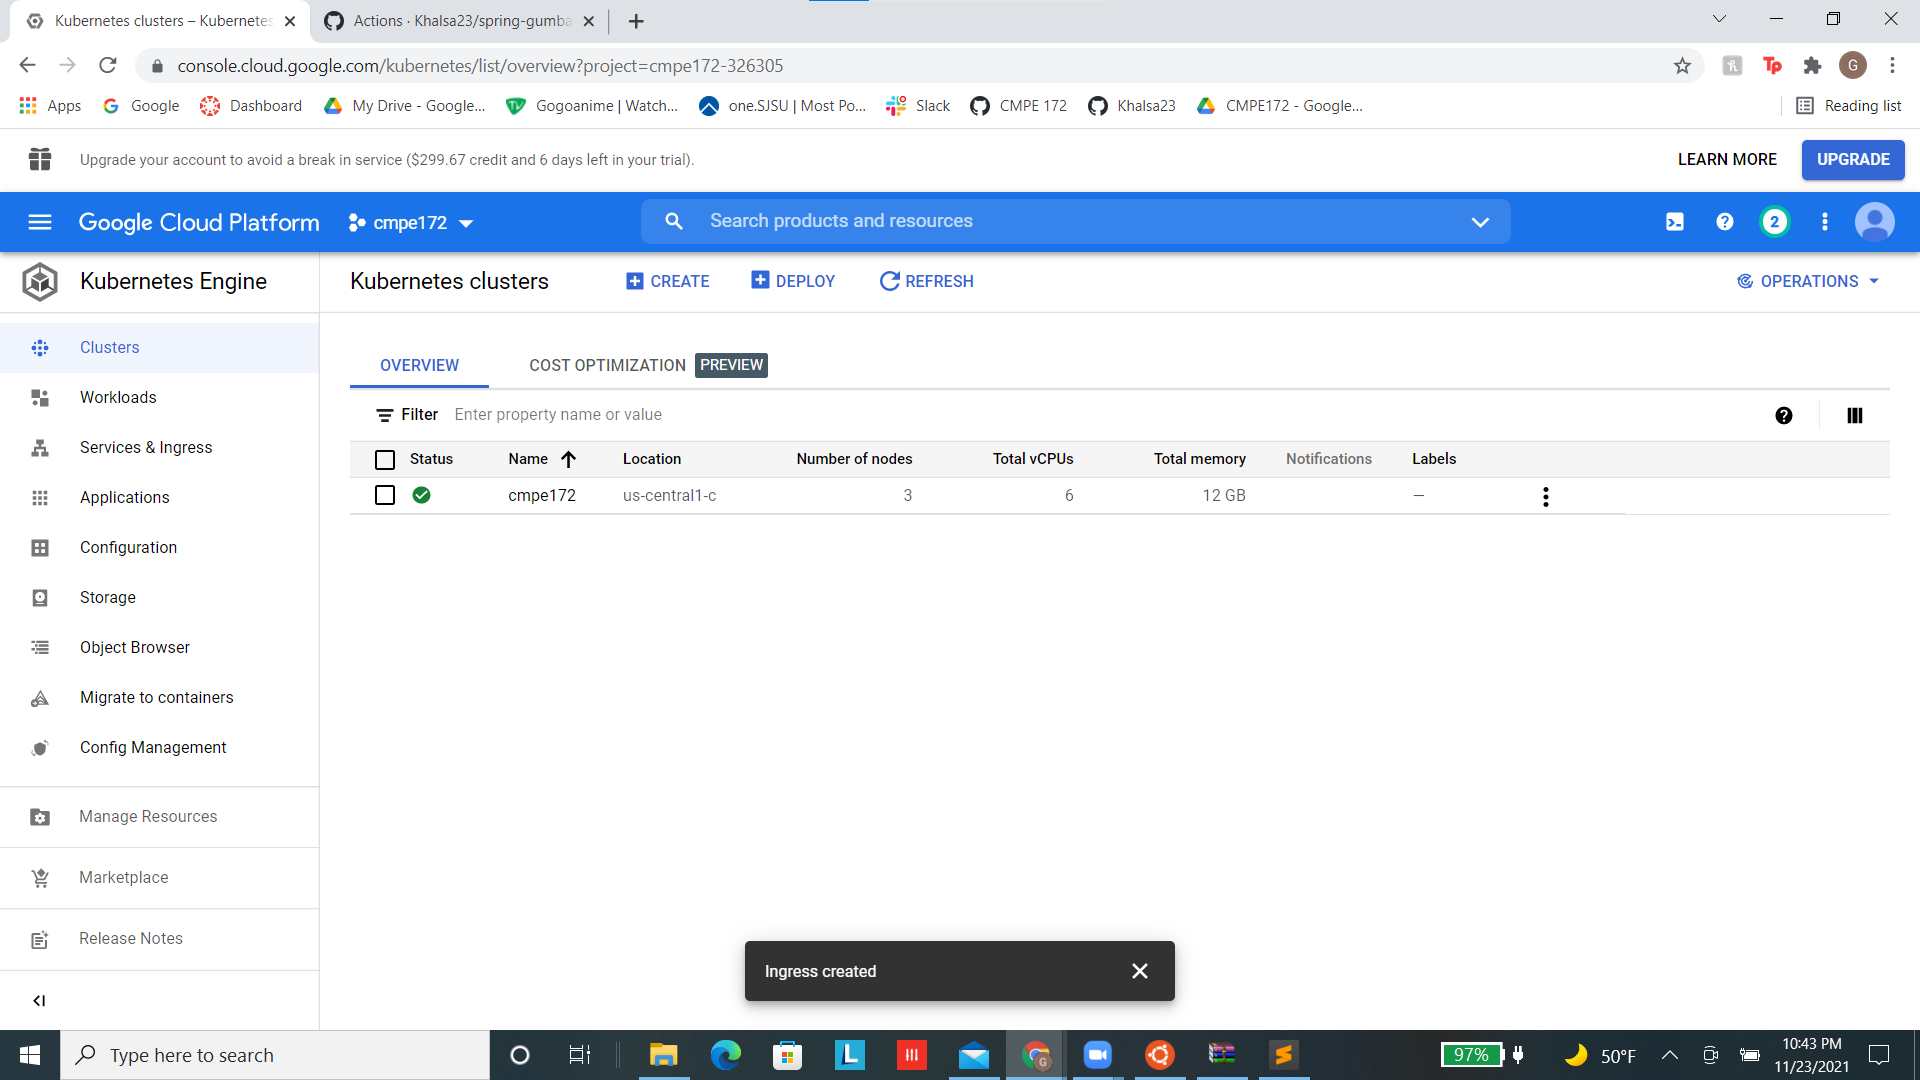 Kubernetes clusters – Kubernetes
Actions · Khalsa23/spring-gumba
console.cloud.google.com/kubernetes/list/overview?project=cmpe172-326305
Tp
G
Apps
Google
Dashboard
My Drive - Google...
Gogoanime | Watch...
one.SJSU | Most Po...
Slack
CMPE 172
Khalsa23
CMPE172 - Google...
Reading list
Upgrade your account to avoid a break in service ($299.67 credit and 6 days left in your trial).
LEARN MORE
UPGRADE
Google Cloud Platform
cmpe172
Search products and resources
2
Kubernetes Engine
Kubernetes clusters
CREATE
DEPLOY
REFRESH
OPERATIONS
Clusters
Workloads
Services & Ingress
Applications
Configuration
Storage
Object Browser
Migrate to containers
Config Management
Manage Resources
Marketplace
Release Notes
OVERVIEW
COST OPTIMIZATION PREVIEW
Filter Enter property name or value
Status Name Location Number of nodes Total vCPUs Total memory Notifications Labels
cmpe172 us-central1-c 3 6 12 GB —
Ingress created
Type here to search
97%
50°F
10:43 PM
11/23/2021